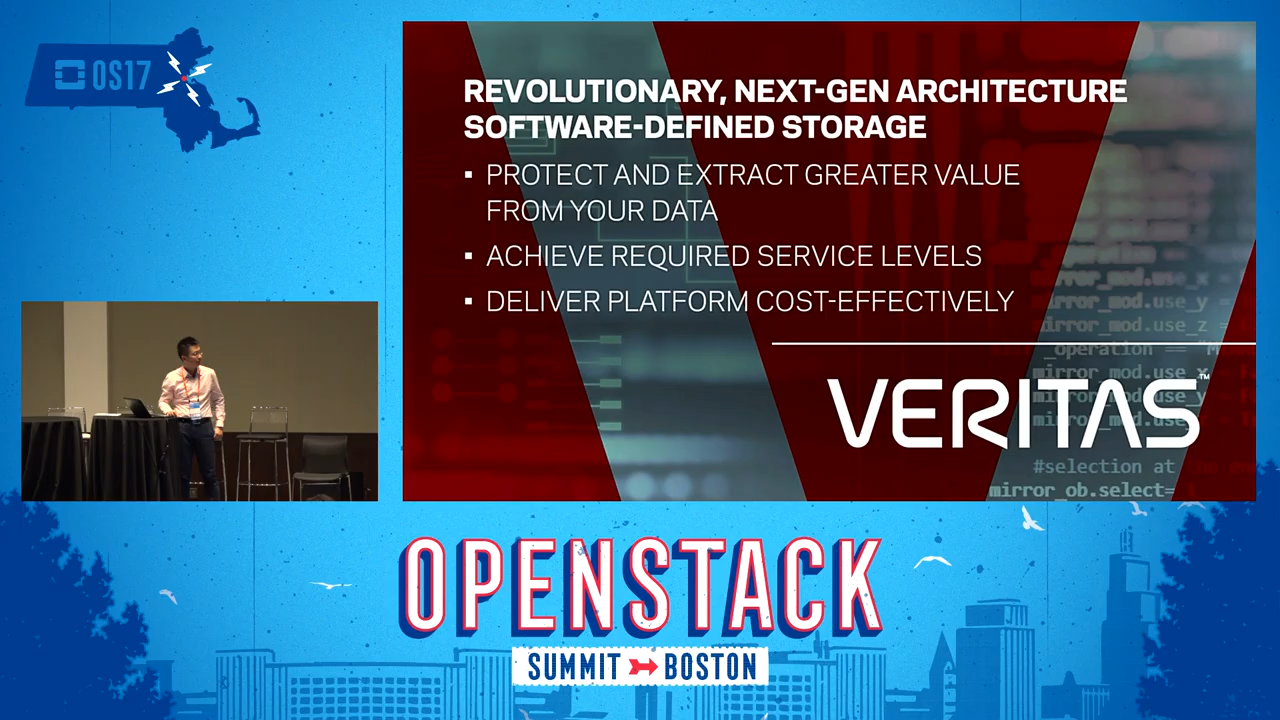 OS17
REVOLUTIONARY, NEXT-GEN ARCHITECTURE
SOFTWARE-DEFINED STORAGE
▪ PROTECT AND EXTRACT GREATER VALUE
FROM YOUR DATA
▪ ACHIEVE REQUIRED SERVICE LEVELS
▪ DELIVER PLATFORM COST-EFFECTIVELY
mirror_mod.use_x =
mirror_mod.use_y =
mirror_mod.use_z =
_operation ==
mirror_mod.use_x
VERITAS™
#selection at
mirror_ob.select=
OPENSTACK
SUMMIT BOSTON